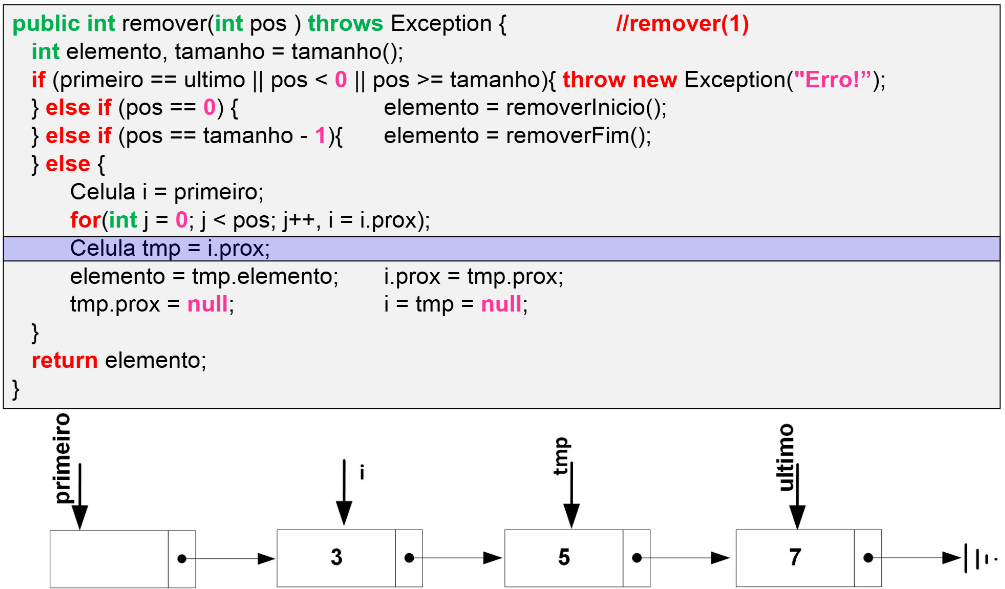 public int remover(int pos ) throws Exception { //remover(1)
int elemento, tamanho = tamanho();
if (primeiro == ultimo || pos < 0 || pos >= tamanho){ throw new Exception("Erro!”);
} else if (pos == 0) { elemento = removerInicio();
} else if (pos == tamanho - 1){ elemento = removerFim();
} else {
Celula i = primeiro;
for(int j = 0; j < pos; j++, i = i.prox);
Celula tmp = i.prox;
elemento = tmp.elemento; i.prox = tmp.prox;
tmp.prox = null; i = tmp = null;
}
return elemento;
}
primeiro
i
tmp
ultimo
3
5
7